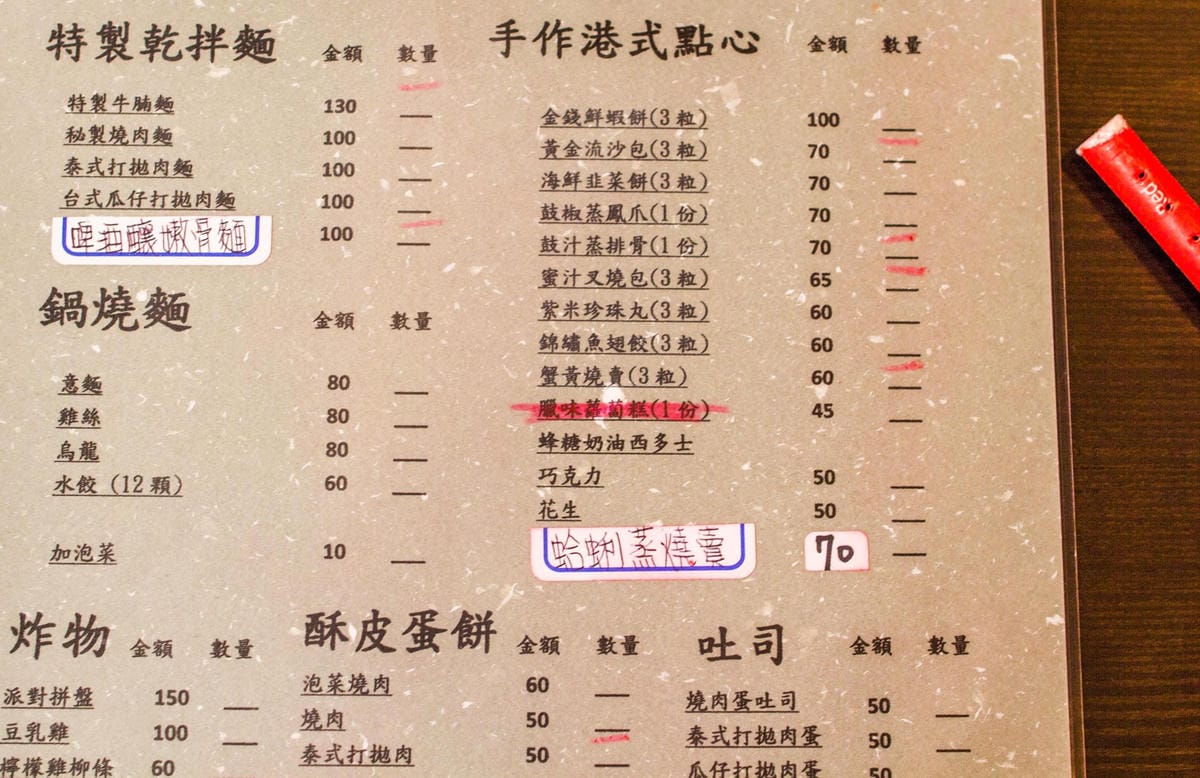 特製乾拌麵 金額 數量
特製牛腩麵 130
秘製燒肉麵 100
泰式打拋肉麵 100
台式瓜仔打拋肉麵 100
啤酒釀嫩骨麵 100
鍋燒麵 金額 數量
意麵 80
雞絲 80
烏龍 80
水餃 (12顆) 60
加泡菜 10
手作港式點心 金額 數量
金錢鮮蝦餅(3粒) 100
黃金流沙包(3粒) 70
海鮮韭菜餅(3粒) 70
鼓椒蒸鳳爪(1份) 70
鼓汁蒸排骨(1份) 70
蜜汁叉燒包(3粒) 65
紫米珍珠丸(3粒) 60
錦繡魚翅餃(3粒) 60
蟹黃燒賣(3粒) 60
臘味蘿蔔糕(1份) 45
蜂糖奶油西多士
巧克力 50
花生 50
蛤蜊蒸燒賣 70
炸物 金額 數量
派對拼盤 150
豆乳雞 100
檸檬雞柳條 60
酥皮蛋餅 金額 數量
泡菜燒肉 60
燒肉 50
泰式打拋肉 50
吐司 金額 數量
燒肉蛋吐司 50
泰式打拋肉蛋 50
瓜仔打拋肉蛋 50
Red